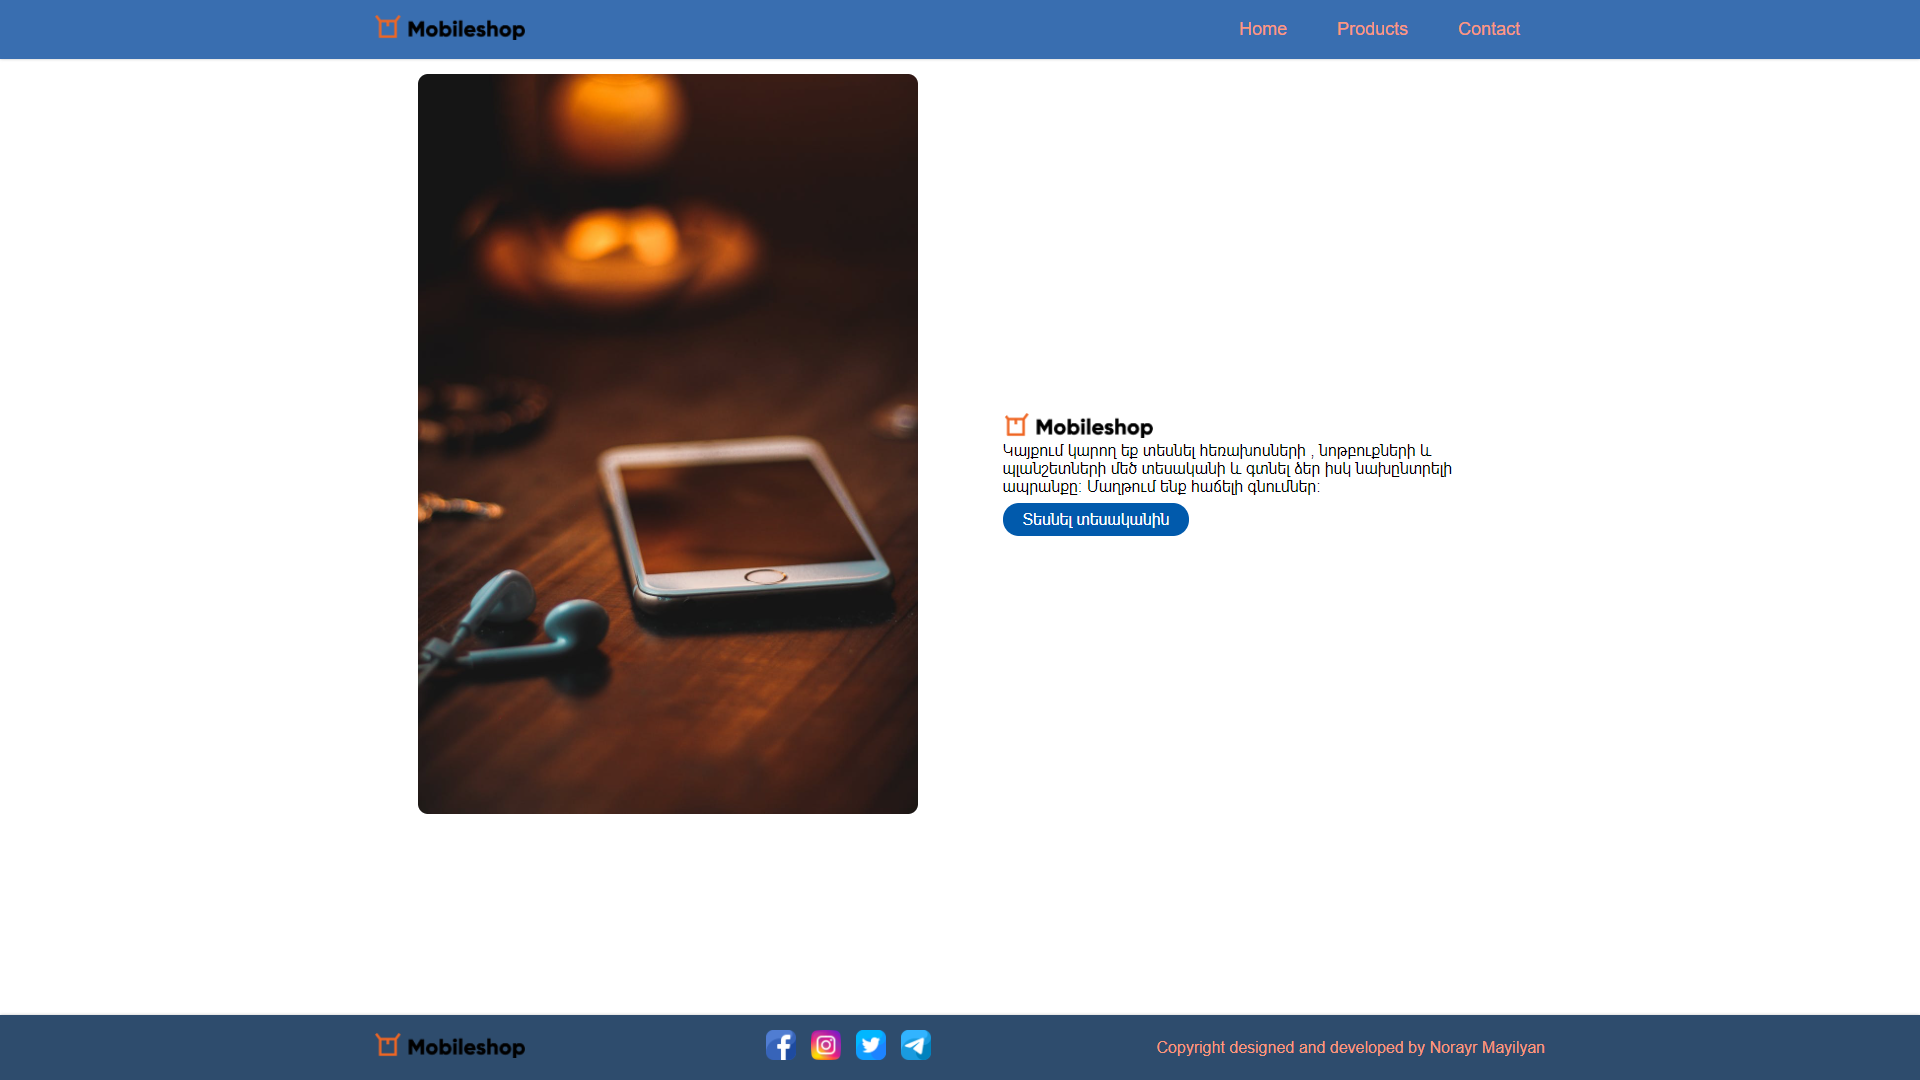 Mobileshop
Home
Products
Contact
Mobileshop
Կայքում կարող եք տեսնել հեռախոսների , նոթբուքների և
պլանշետների մեծ տեսականի և գտնել ձեր իսկ նախընտրելի
ապրանքը: Մաղթում ենք հաճելի գնումներ:
Տեսնել տեսականին
Mobileshop
Copyright designed and developed by Norayr Mayilyan